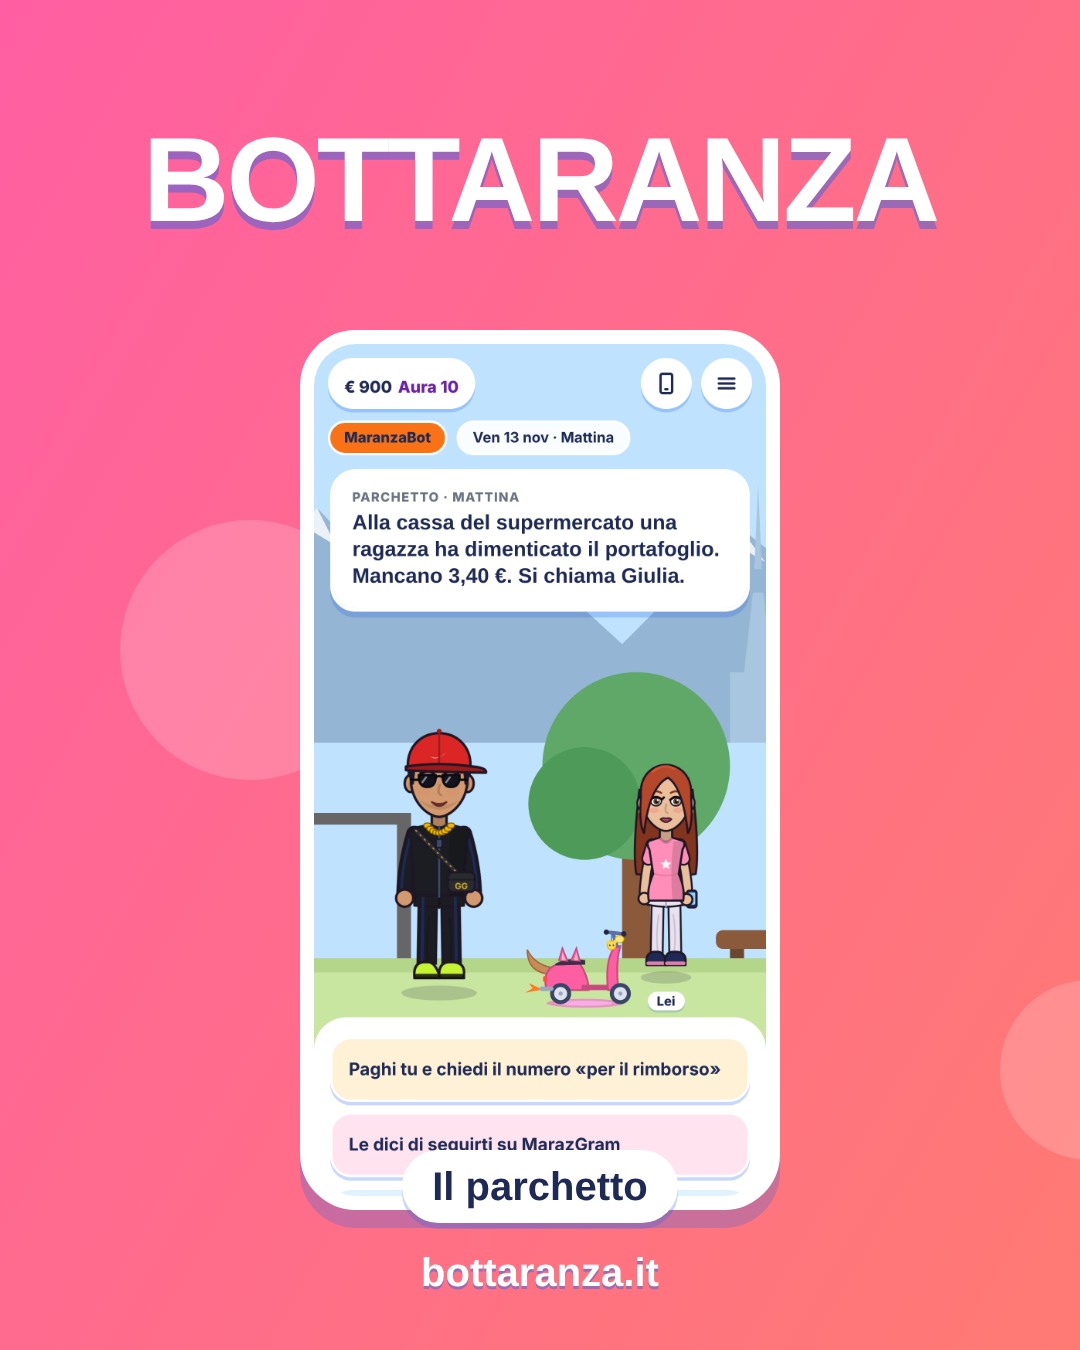 BOTTARANZA
€ 900 Aura 10
MaranzaBot
Ven 13 nov · Mattina
PARCHETTO · MATTINA
Alla cassa del supermercato una
ragazza ha dimenticato il portafoglio.
Mancano 3,40 €. Si chiama Giulia.
GG
Lei
Paghi tu e chiedi il numero «per il rimborso»
Le dici di seguirti su MarazGram
Il parchetto
bottaranza.it